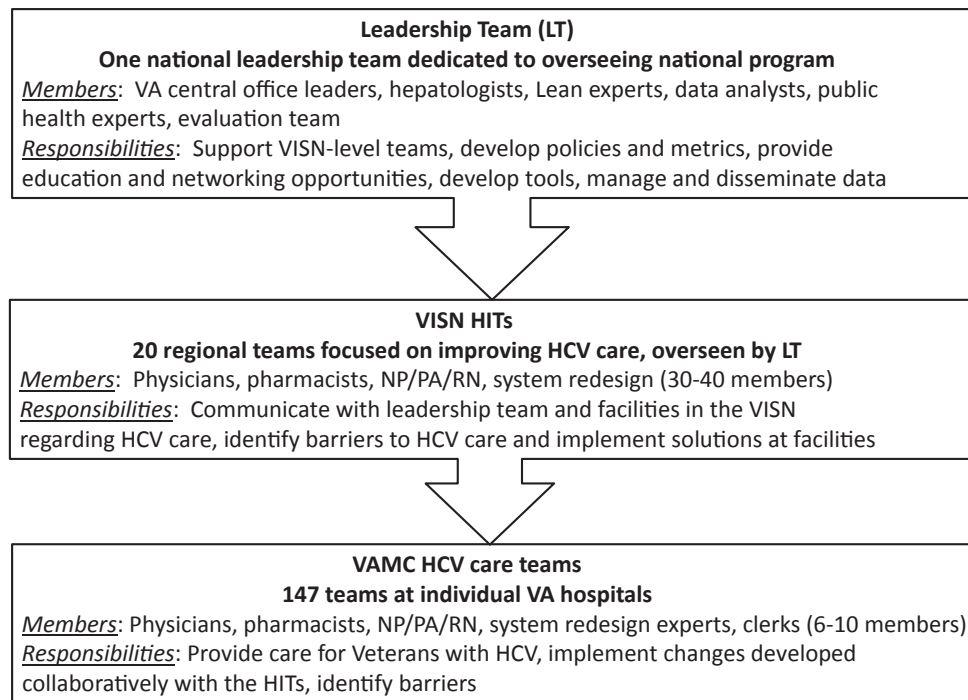 Leadership Team (LT)
One national leadership team dedicated to overseeing national program
Members: VA central office leaders, hepatologists, Lean experts, data analysts, public
health experts, evaluation team
Responsibilities: Support VISN-level teams, develop policies and metrics, provide
education and networking opportunities, develop tools, manage and disseminate data
VISN HITs
20 regional teams focused on improving HCV care, overseen by LT
Members: Physicians, pharmacists, NP/PA/RN, system redesign (30-40 members)
Responsibilities: Communicate with leadership team and facilities in the VISN
regarding HCV care, identify barriers to HCV care and implement solutions at facilities
VAMC HCV care teams
147 teams at individual VA hospitals
Members: Physicians, pharmacists, NP/PA/RN, system redesign experts, clerks (6-10 members)
Responsibilities: Provide care for Veterans with HCV, implement changes developed
collaboratively with the HITs, identify barriers